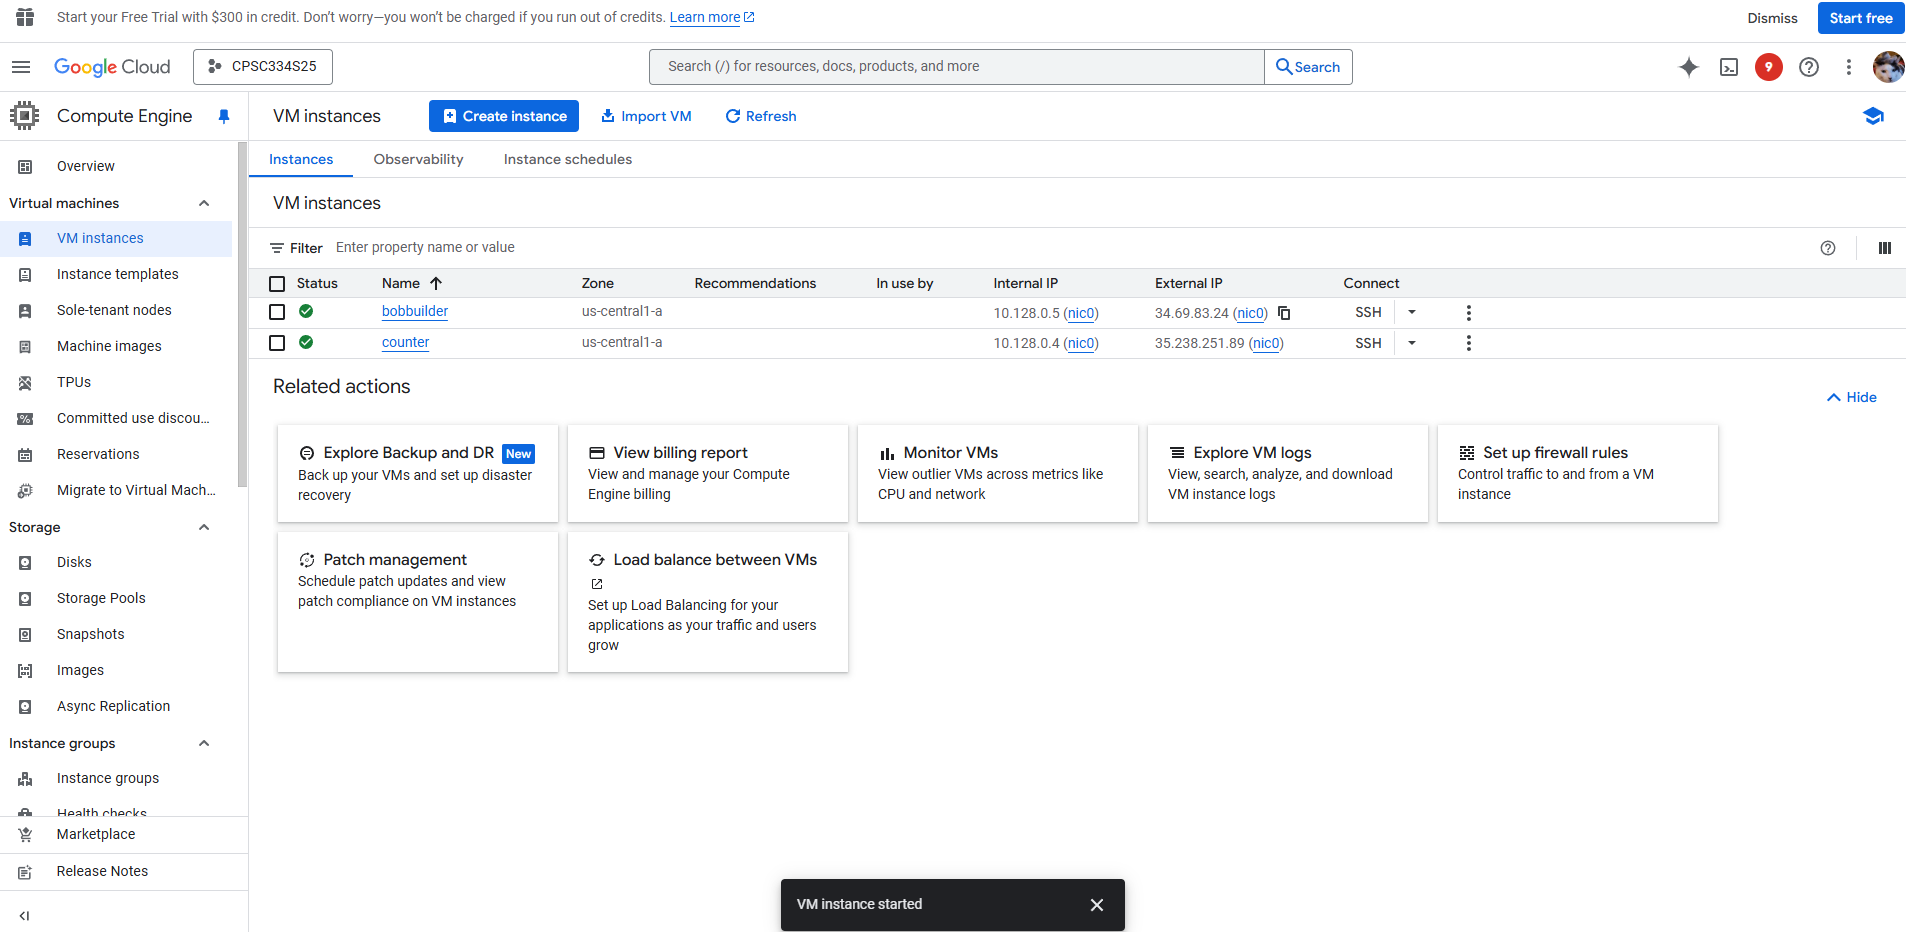 Start your Free Trial with $300 in credit. Don't worry—you won't be charged if you run out of credits. Learn more
Dismiss
Start free
Google Cloud
CPSC334S25
Search (/) for resources, docs, products, and more
Search
9
Compute Engine
VM instances
Create instance
Import VM
Refresh
Overview
Virtual machines
VM instances
Instance templates
Sole-tenant nodes
Machine images
TPUs
Committed use discou...
Reservations
Migrate to Virtual Mach...
Storage
Disks
Storage Pools
Snapshots
Images
Async Replication
Instance groups
Instance groups
Health checks
Marketplace
Release Notes
Instances Observability Instance schedules
VM instances
Filter Enter property name or value
Status Name Zone Recommendations In use by Internal IP External IP Connect
bobbuilder us-central1-a 10.128.0.5 (nic0) 34.69.83.24 (nic0) SSH
counter us-central1-a 10.128.0.4 (nic0) 35.238.251.89 (nic0) SSH
Related actions
Hide
Explore Backup and DR New
Back up your VMs and set up disaster
recovery
View billing report
View and manage your Compute
Engine billing
Monitor VMs
View outlier VMs across metrics like
CPU and network
Explore VM logs
View, search, analyze, and download
VM instance logs
Set up firewall rules
Control traffic to and from a VM
instance
Patch management
Schedule patch updates and view
patch compliance on VM instances
Load balance between VMs
Set up Load Balancing for your
applications as your traffic and users
grow
VM instance started